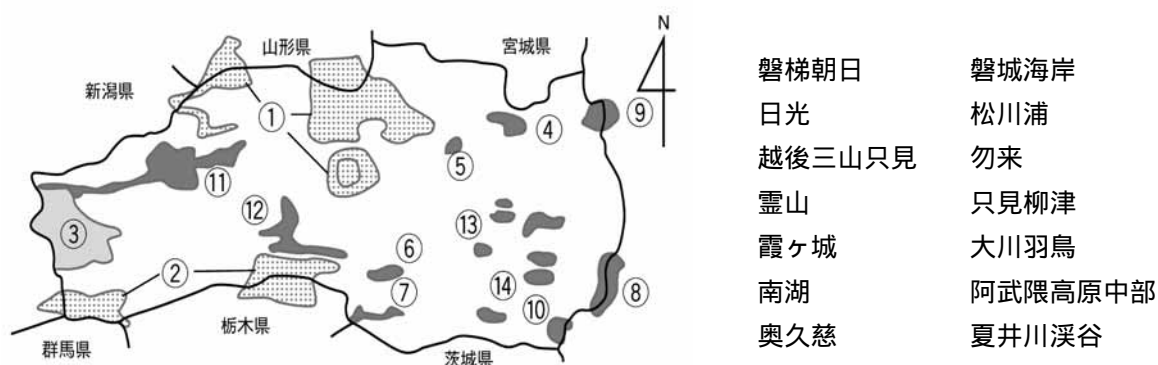 山形県
宮城県
N
新潟県
①
④
⑨
⑤
⑪
③
⑫
⑬
②
⑥
⑦
⑭
⑩
⑧
栃木県
群馬県
茨城県
磐梯朝日
日光
越後三山只見
霊山
霞ヶ城
南湖
奥久慈
磐城海岸
松川浦
勿来
只見柳津
大川羽鳥
阿武隈高原中部
夏井川渓谷